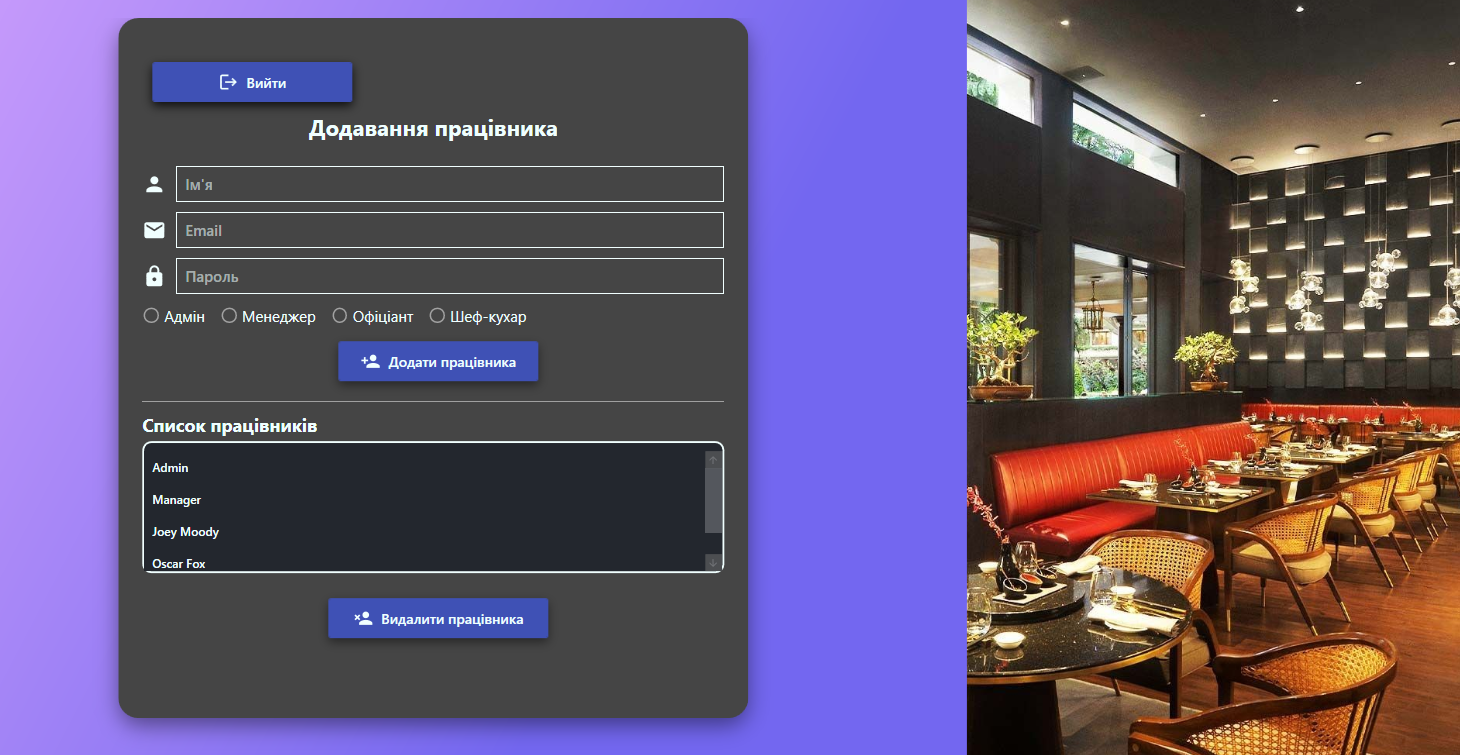 Вийти
Додавання працівника
Ім'я
Email
Пароль
Адмін Менеджер Офіціант Шеф-кухар
Додати працівника
Список працівників
Admin
Manager
Joey Moody
Oscar Fox
Видалити працівника